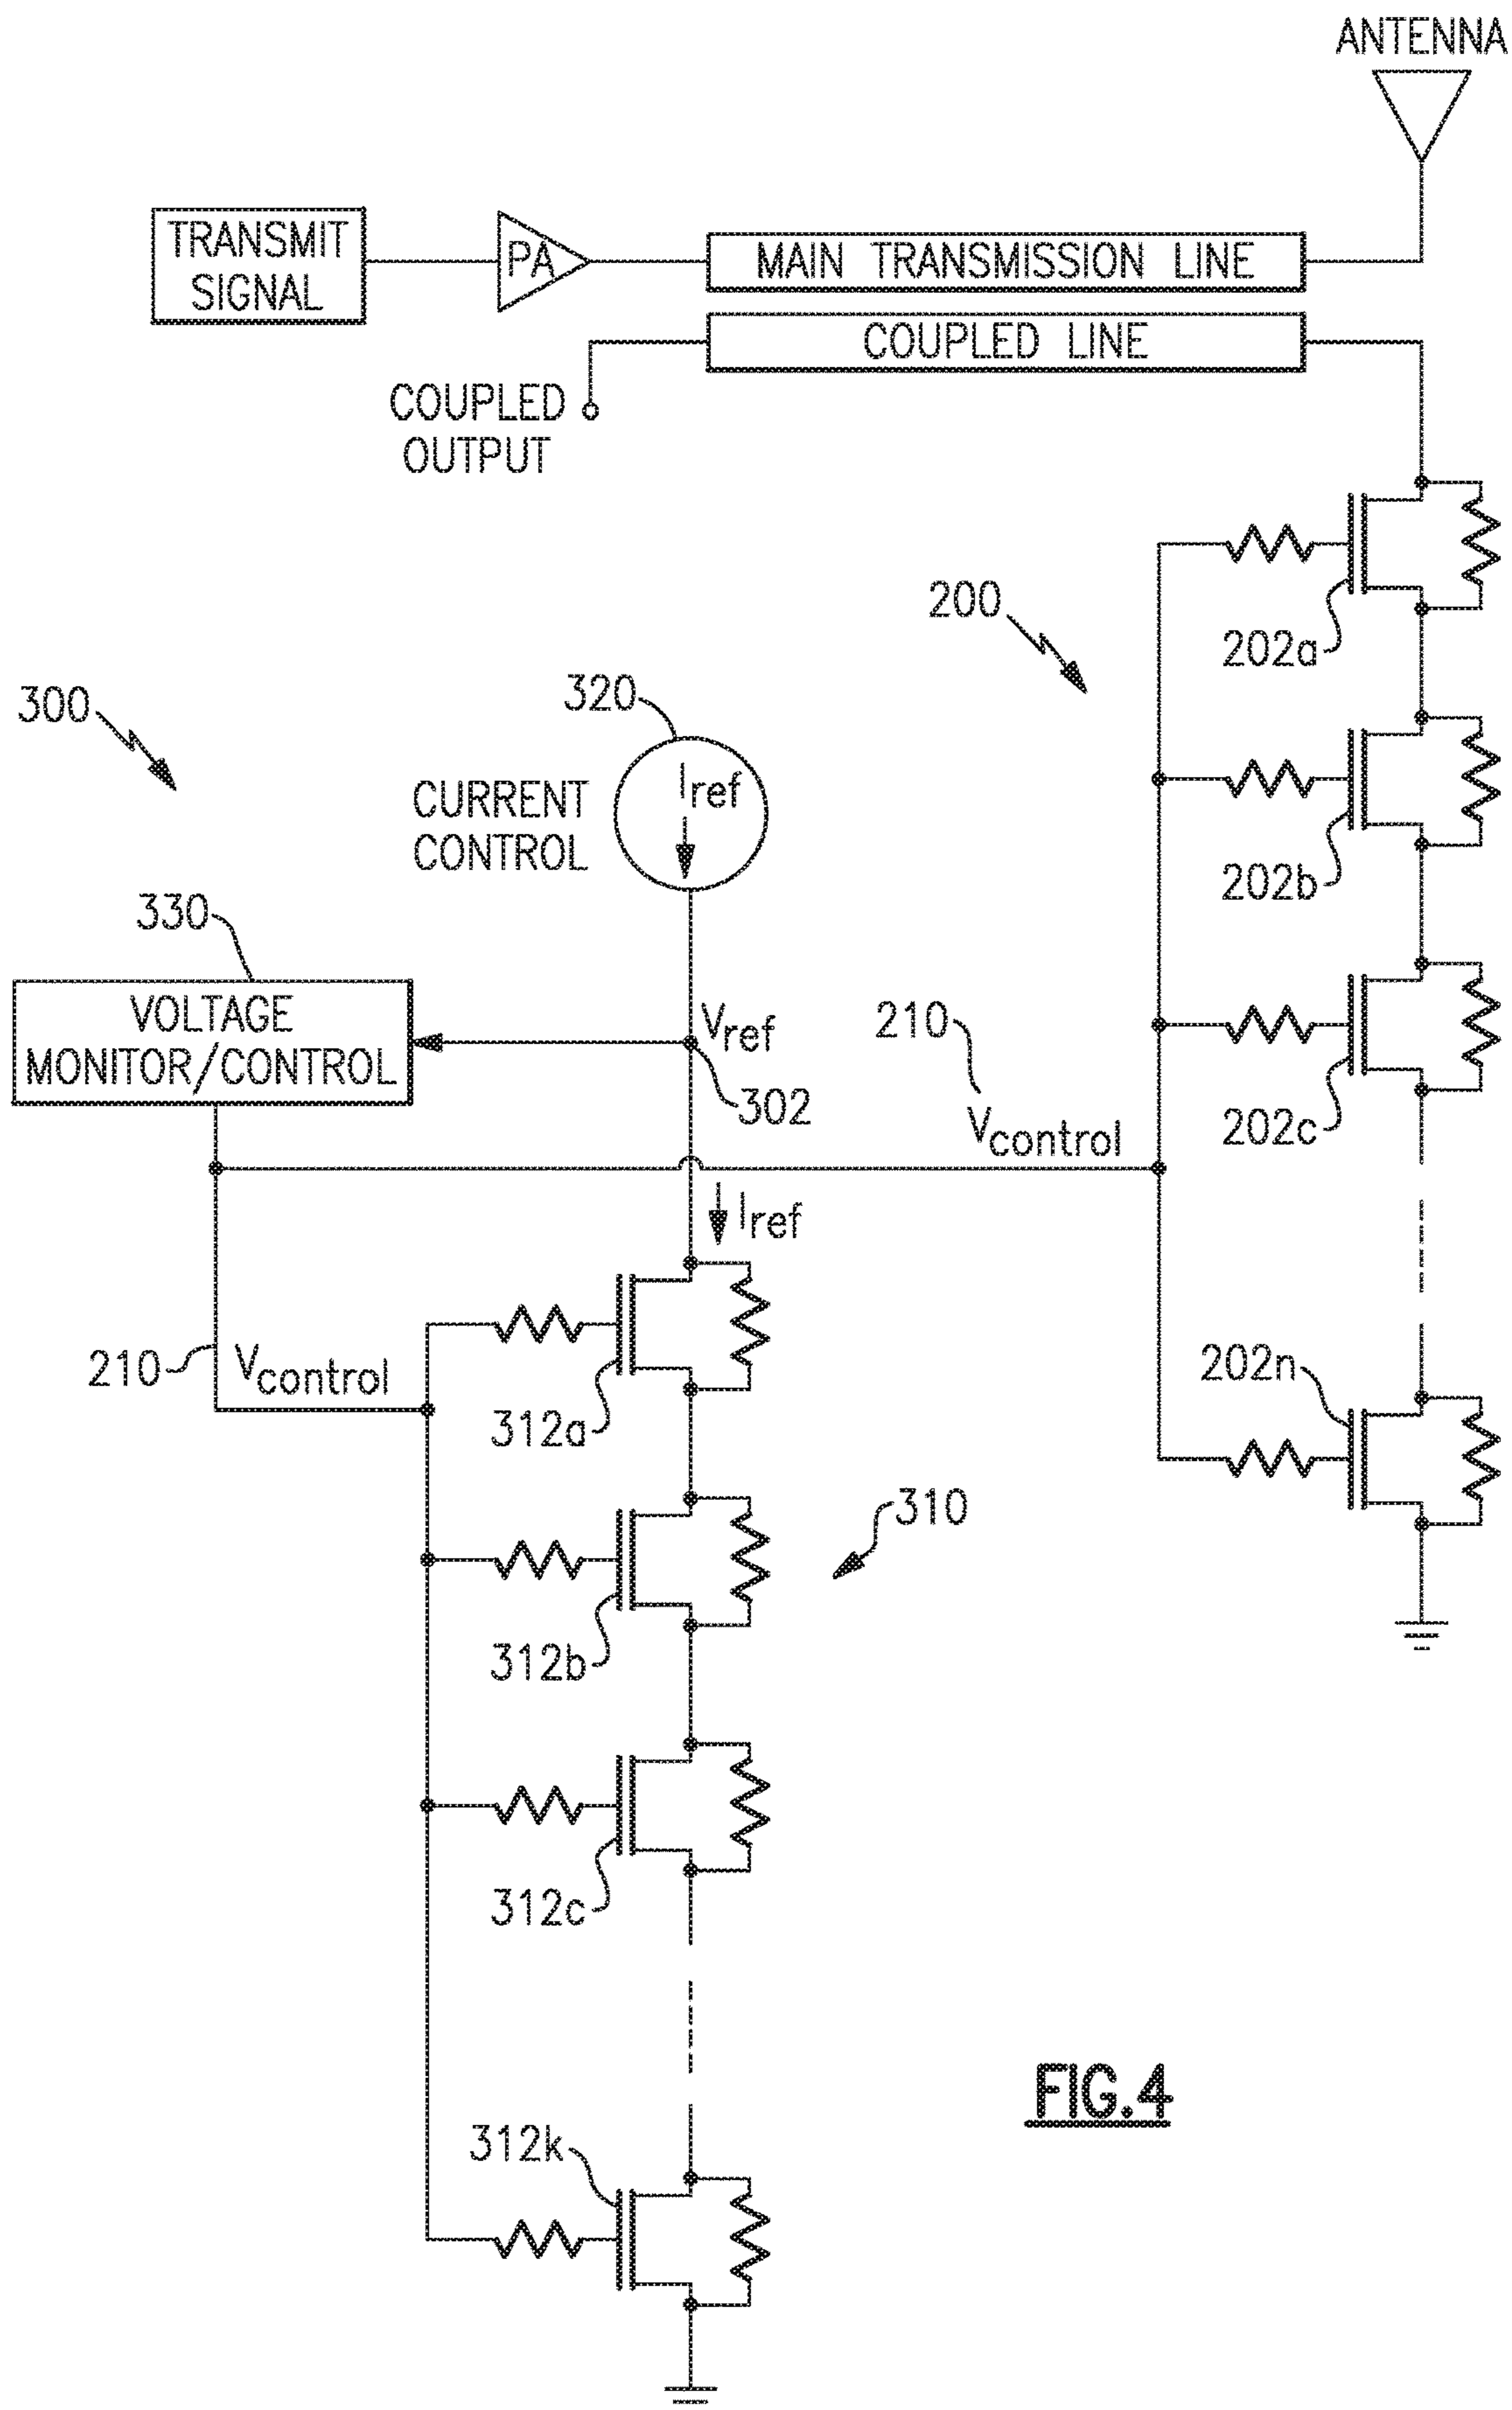 ANTENNA
TRANSMIT
SIGNAL
PA
MAIN TRANSMISSION LINE
COUPLED LINE
COUPLED
OUTPUT
200
202a
300
320
Iref
CURRENT
CONTROL
202b
330
VOLTAGE
MONITOR/CONTROL
Vref
302
210
Vcontrol
202c
Iref
210
Vcontrol
312a
202n
310
312b
312c
FIG.4
312k